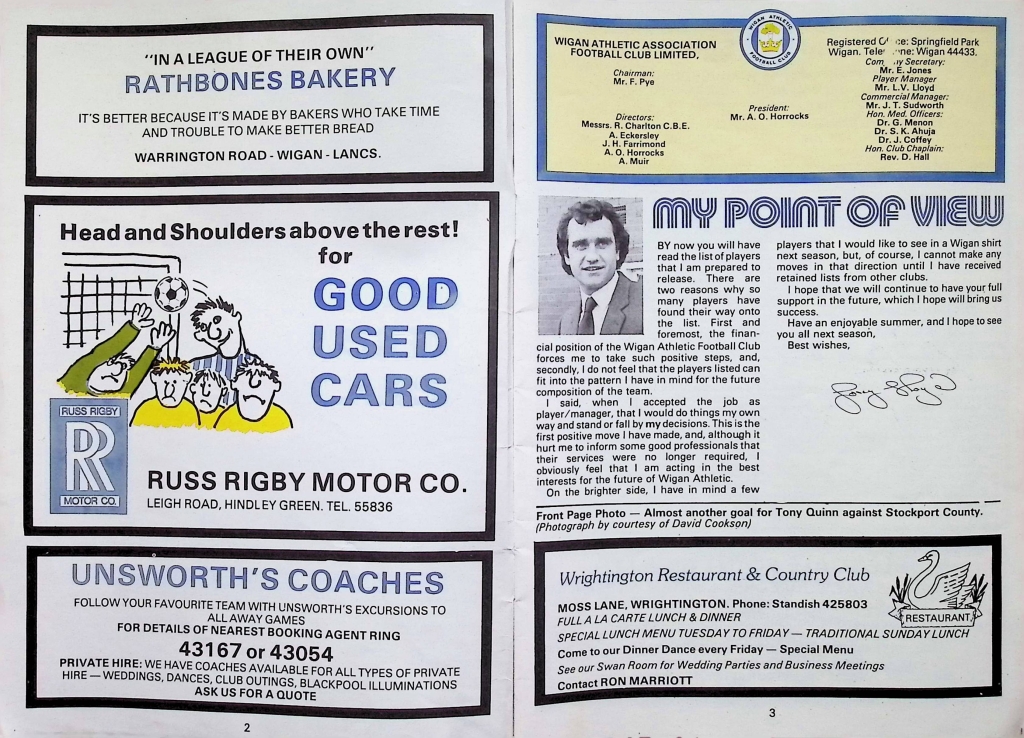 "IN A LEAGUE OF THEIR OWN"
RATHBONES BAKERY
IT'S BETTER BECAUSE IT'S MADE BY BAKERS WHO TAKE TIME
AND TROUBLE TO MAKE BETTER BREAD
WARRINGTON ROAD - WIGAN - LANCS.
Head and Shoulders above the rest!
for
GOOD
USED
CARS
RUSS RIGBY
RR
MOTOR CO.
RUSS RIGBY MOTOR CO.
LEIGH ROAD, HINDLEY GREEN. TEL. 55836
UNSWORTH'S COACHES
FOLLOW YOUR FAVOURITE TEAM WITH UNSWORTH'S EXCURSIONS TO
ALL AWAY GAMES
FOR DETAILS OF NEAREST BOOKING AGENT RING
43167 or 43054
PRIVATE HIRE: WE HAVE COACHES AVAILABLE FOR ALL TYPES OF PRIVATE
HIRE — WEDDINGS, DANCES, CLUB OUTINGS, BLACKPOOL ILLUMINATIONS
ASK US FOR A QUOTE
2
WIGAN ATHLETIC ASSOCIATION
FOOTBALL CLUB LIMITED,
Chairman:
Mr. F. Pye
Directors:
Messrs. R. Charlton C.B.E.
A. Eckersley
J. H. Farrimond
A. O. Horrocks
A. Muir
WIGAN ATHLETIC
FOOTBALL CLUB
President:
Mr. A. O. Horrocks
Registered Springfield Park
Wigan. Wigan 44433.
Secretary:
Mr. E. Jones
Player Manager
Mr. L.V. Lloyd
Commercial Manager:
Mr. J. T. Sudworth
Hon. Med. Officers:
Dr. G. Menon
Dr. S. K. Ahuja
Dr. J. Coffey
Hon. Club Chaplain:
Rev. D. Hall
MY POINT OF VIEW
BY now you will have
read the list of players
that I am prepared to
release. There are
two reasons why so
many players have
found their way onto
the list. First and
foremost, the finan-
cial position of the Wigan Athletic Football Club
forces me to take such positive steps, and,
secondly, I do not feel that the players listed can
fit into the pattern I have in mind for the future
composition of the team.
I said, when I accepted the job as
player/manager, that I would do things my own
way and stand or fall by my decisions. This is the
first positive move I have made, and, although it
hurt me to inform some good professionals that
their services were no longer required, I
obviously feel that I am acting in the best
interests for the future of Wigan Athletic.
On the brighter side, I have in mind a few
players that I would like to see in a Wigan shirt
next season, but, of course, I cannot make any
moves in that direction until I have received
retained lists from other clubs.
I hope that we will continue to have your full
support in the future, which I hope will bring us
success.
Have an enjoyable summer, and I hope to see
you all next season,
Best wishes,
Front Page Photo — Almost another goal for Tony Quinn against Stockport County.
(Photograph by courtesy of David Cookson)
Wrightington Restaurant & Country Club
MOSS LANE, WRIGHTINGTON. Phone: Standish 425803
FULL A LA CARTE LUNCH & DINNER
SPECIAL LUNCH MENU TUESDAY TO FRIDAY — TRADITIONAL SUNDAY LUNCH
Come to our Dinner Dance every Friday — Special Menu
See our Swan Room for Wedding Parties and Business Meetings
Contact RON MARRIOTT
RESTAURANT
3